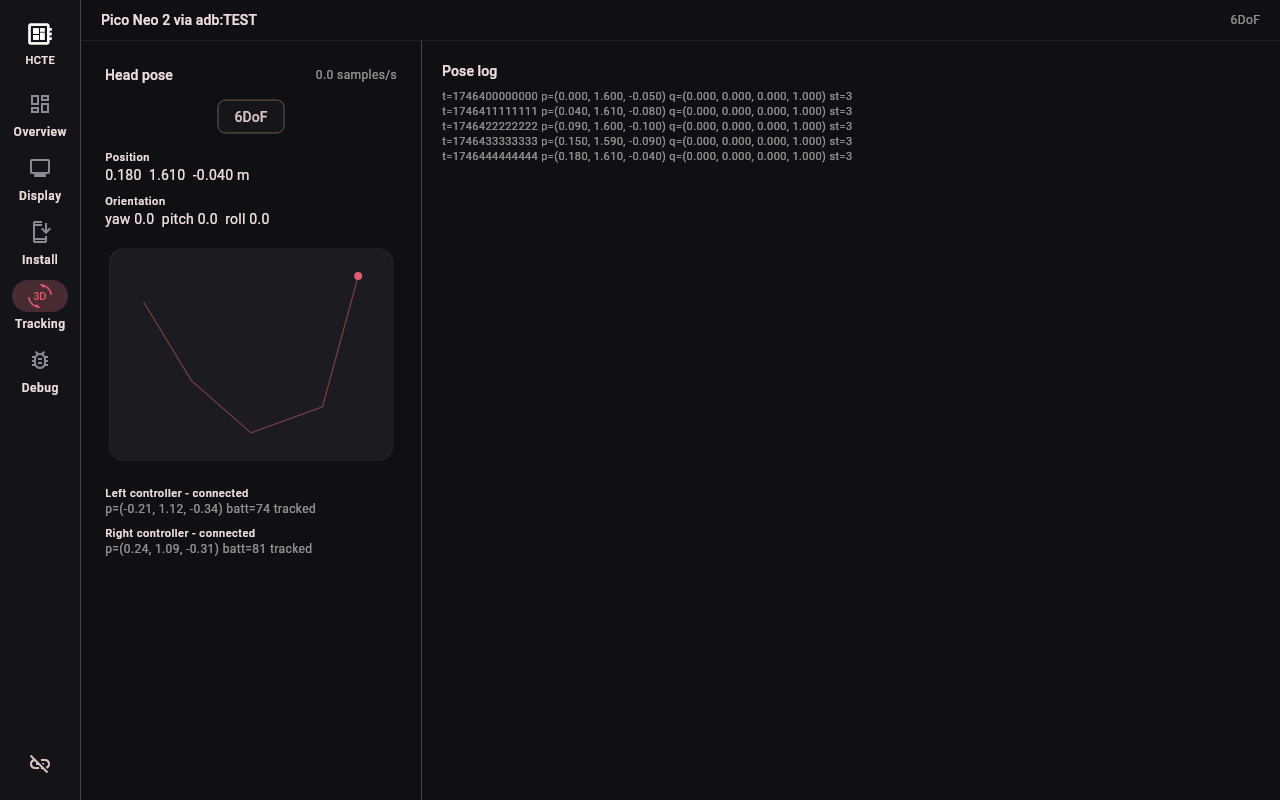 HCTE
Overview
Display
Install
3D
Tracking
Debug
Pico Neo 2 via adb:TEST
6DoF
Head pose
0.0 samples/s
6DoF
Position
0.180 1.610 -0.040 m
Orientation
yaw 0.0 pitch 0.0 roll 0.0
Left controller - connected
p=(-0.21, 1.12, -0.34) batt=74 tracked
Right controller - connected
p=(0.24, 1.09, -0.31) batt=81 tracked
Pose log
t=1746400000000 p=(0.000, 1.600, -0.050) q=(0.000, 0.000, 0.000, 1.000) st=3
t=1746411111111 p=(0.040, 1.610, -0.080) q=(0.000, 0.000, 0.000, 1.000) st=3
t=1746422222222 p=(0.090, 1.600, -0.100) q=(0.000, 0.000, 0.000, 1.000) st=3
t=1746433333333 p=(0.150, 1.590, -0.090) q=(0.000, 0.000, 0.000, 1.000) st=3
t=1746444444444 p=(0.180, 1.610, -0.040) q=(0.000, 0.000, 0.000, 1.000) st=3